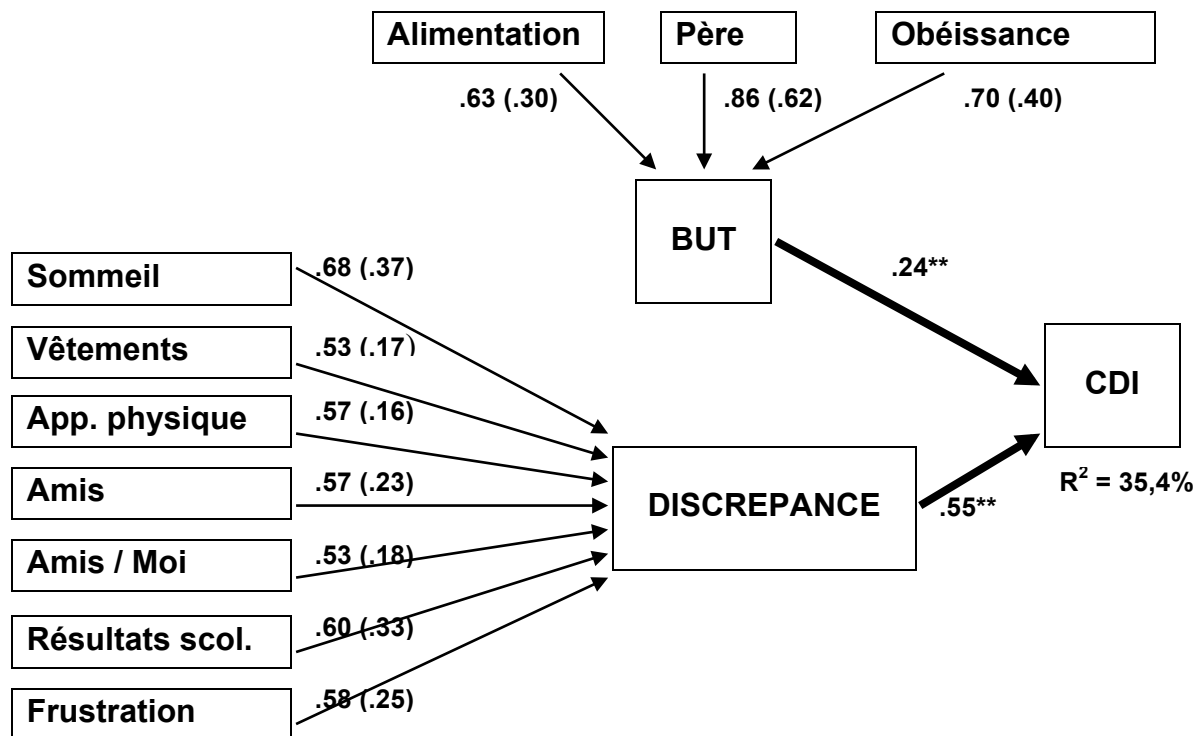 Alimentation
Père
Obéissance
.63 (.30)
.86 (.62)
.70 (.40)
BUT
.24**
Sommeil
.68 (.37)
Vêtements
.53 (.17)
App. physique
.57 (.16)
Amis
.57 (.23)
Amis / Moi
.53 (.18)
Résultats scol.
.60 (.33)
Frustration
.58 (.25)
DISCREPANCE
.55**
CDI
R² = 35,4%